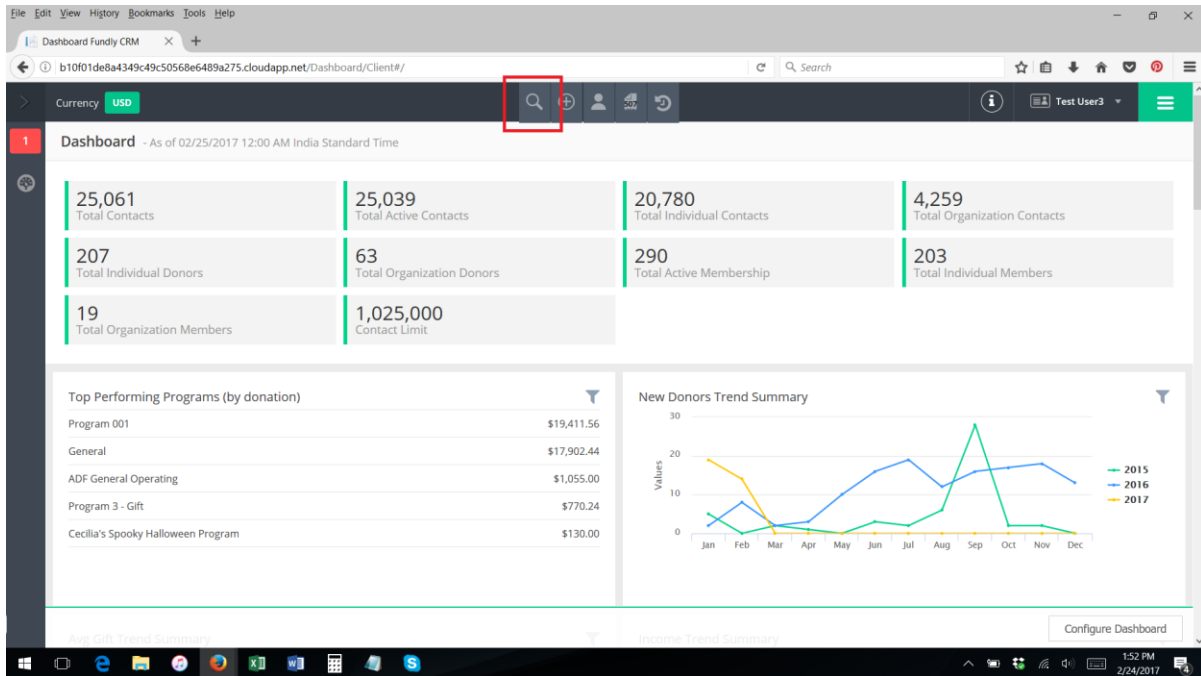 File Edit View History Bookmarks Tools Help
Dashboard Fundly CRM
b10f01de8a4349c49c50568e6489a275.cloudapp.net/Dashboard/Client#/
Search
Currency USD
Test User3
1
Dashboard - As of 02/25/2017 12:00 AM India Standard Time
25,061
Total Contacts
25,039
Total Active Contacts
20,780
Total Individual Contacts
4,259
Total Organization Contacts
207
Total Individual Donors
63
Total Organization Donors
290
Total Active Membership
203
Total Individual Members
19
Total Organization Members
1,025,000
Contact Limit
Top Performing Programs (by donation)
Program 001 $19,411.56
General $17,902.44
ADF General Operating $1,055.00
Program 3 - Gift $770.24
Cecilia's Spooky Halloween Program $130.00
New Donors Trend Summary
30
20
10
0
Values
Jan Feb Mar Apr May Jun Jul Aug Sep Oct Nov Dec
2015
2016
2017
Avg Gift Trend Summary
Income Trend Summary
Configure Dashboard
1:52 PM
2/24/2017